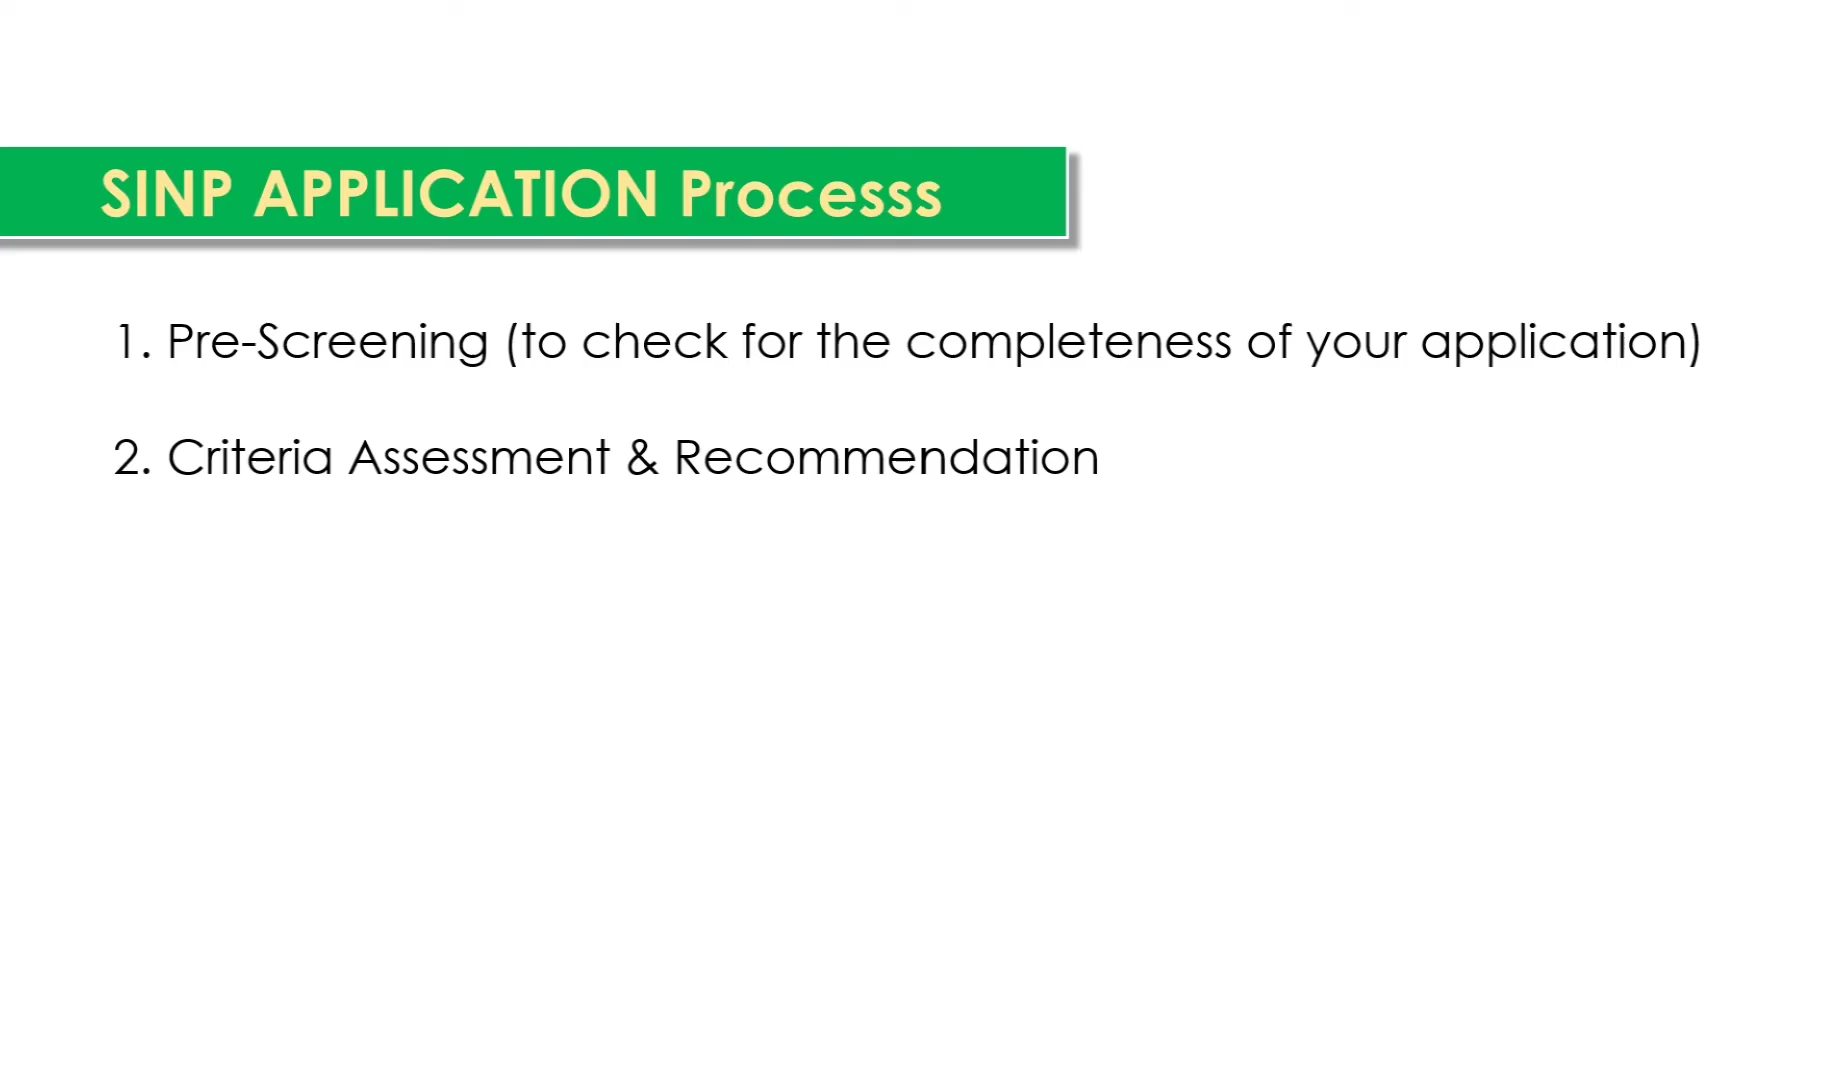 SINP APPLICATION Processs
1. Pre-Screening (to check for the completeness of your application)
2. Criteria Assessment & Recommendation